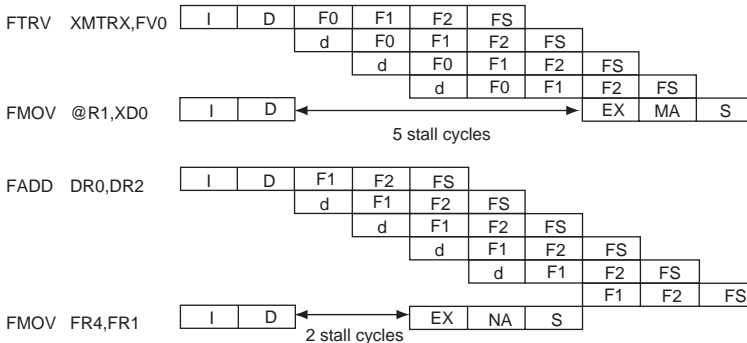 FTRV XMTRX,FV0 I D F0 F1 F2 FS
d F0 F1 F2 FS
d F0 F1 F2 FS
d F0 F1 F2 FS
FMOV @R1,XD0 I D EX MA S
5 stall cycles
FADD DR0,DR2 I D F1 F2 FS
d F1 F2 FS
d F1 F2 FS
d F1 F2 FS
d F1 F2 FS
F1 F2 FS
FMOV FR4,FR1 I D EX NA S
2 stall cycles